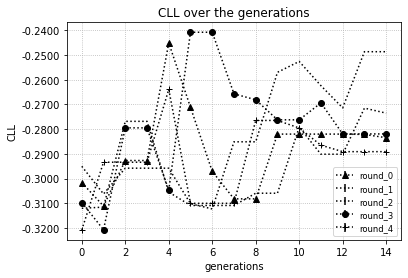 CLL over the generations
-0.2400
-0.2500
-0.2600
-0.2700
-0.2800
-0.2900
-0.3000
-0.3100
-0.3200
CLL
0 2 4 6 8 10 12 14
generations
round_0
round_1
round_2
round_3
round_4